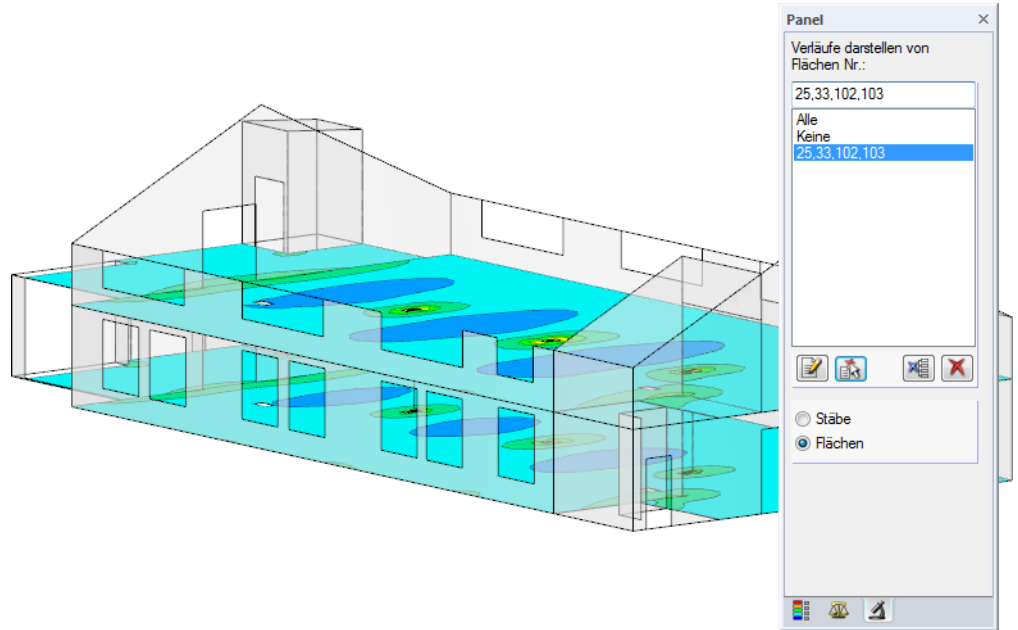 Panel
Verläufe darstellen von
Flächen Nr.:
25,33,102,103
Alle
Keine
25,33,102,103
Stäbe
Flächen